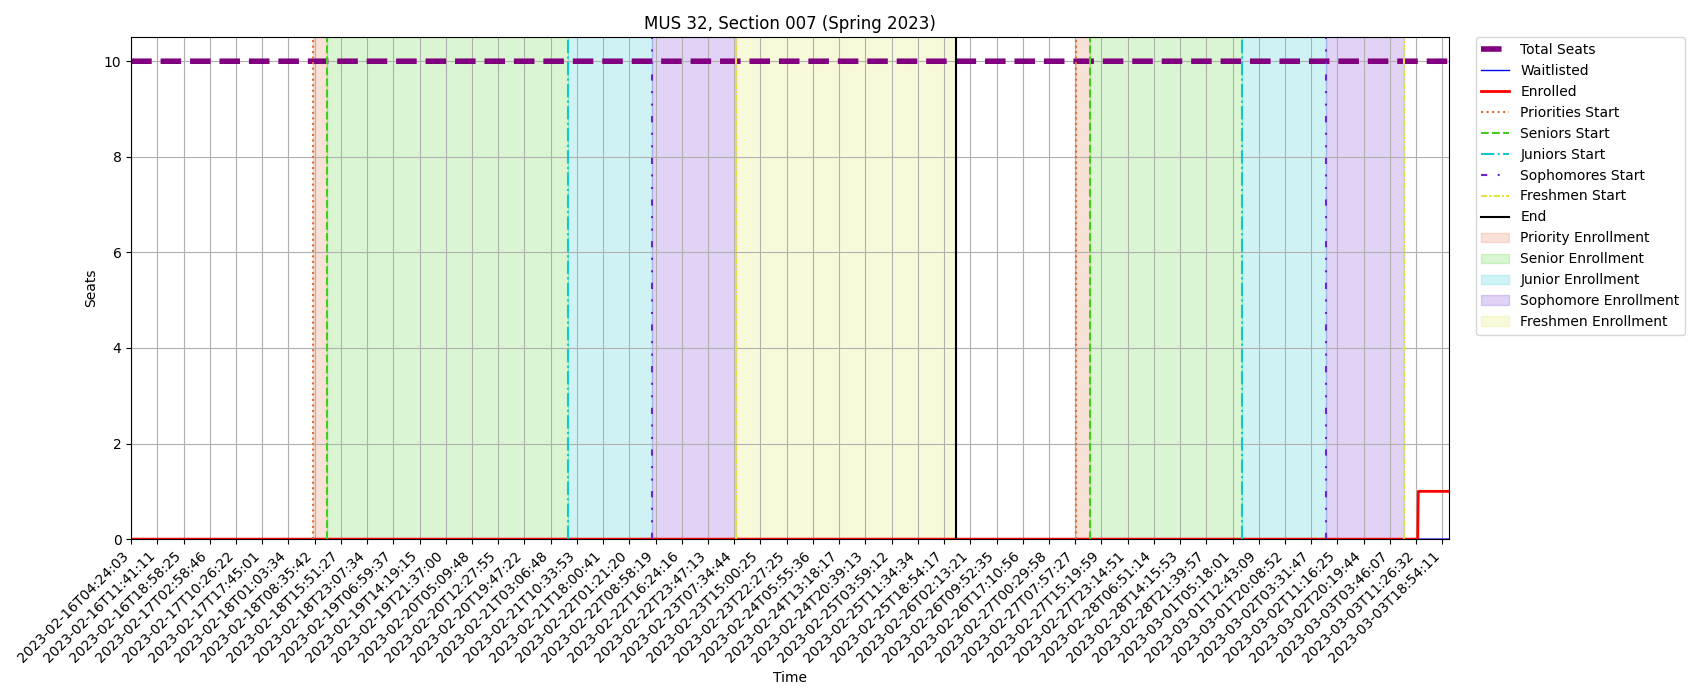 MUS 32, Section 007 (Spring 2023)
Seats
10
8
6
4
2
0
2023-02-16T04:24:03
2023-02-16T11:41:11
2023-02-16T18:58:25
2023-02-17T02:58:46
2023-02-17T10:26:22
2023-02-17T17:45:01
2023-02-18T01:03:34
2023-02-18T08:35:42
2023-02-18T15:51:27
2023-02-18T23:07:34
2023-02-19T06:59:37
2023-02-19T14:19:15
2023-02-19T21:37:00
2023-02-20T05:09:48
2023-02-20T12:27:55
2023-02-20T19:47:22
2023-02-21T03:06:48
2023-02-21T10:33:53
2023-02-21T18:00:41
2023-02-22T01:21:20
2023-02-22T08:58:19
2023-02-22T16:24:16
2023-02-22T23:47:13
2023-02-23T07:34:44
2023-02-23T15:00:25
2023-02-23T22:27:25
2023-02-24T05:55:36
2023-02-24T13:18:17
2023-02-24T20:39:13
2023-02-25T03:59:12
2023-02-25T11:34:34
2023-02-25T18:54:17
2023-02-26T02:13:21
2023-02-26T09:52:35
2023-02-26T17:10:56
2023-02-27T00:29:58
2023-02-27T07:57:27
2023-02-27T15:19:59
2023-02-27T23:14:51
2023-02-28T06:51:14
2023-02-28T14:15:53
2023-02-28T21:39:57
2023-03-01T05:18:01
2023-03-01T12:43:09
2023-03-01T20:08:52
2023-03-02T03:31:47
2023-03-02T11:16:25
2023-03-02T20:19:44
2023-03-03T03:46:07
2023-03-03T11:26:32
2023-03-03T18:54:11
Time
Total Seats
Waitlisted
Enrolled
Priorities Start
Seniors Start
Juniors Start
Sophomores Start
Freshmen Start
End
Priority Enrollment
Senior Enrollment
Junior Enrollment
Sophomore Enrollment
Freshmen Enrollment